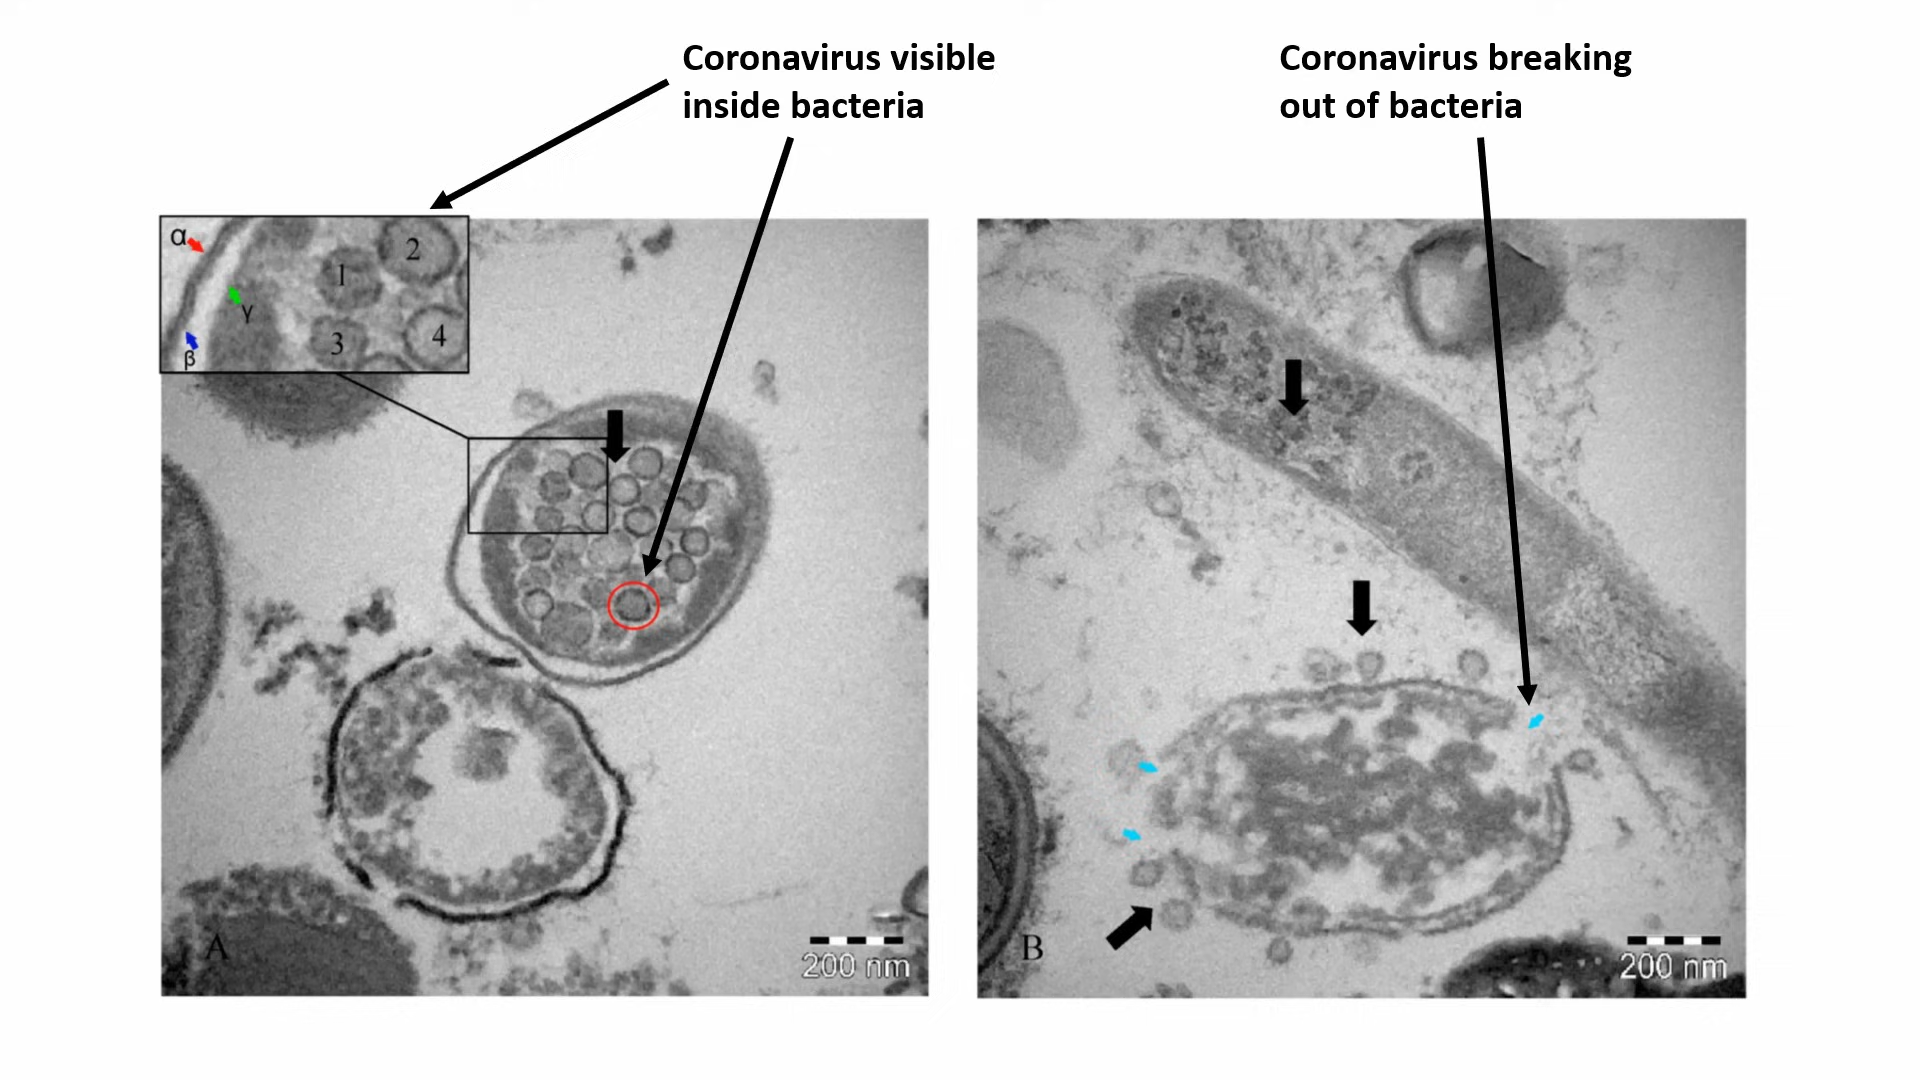 Coronavirus visible
inside bacteria
Coronavirus breaking
out of bacteria
α
β
γ
1
2
3
4
A
200 nm
B
200 nm